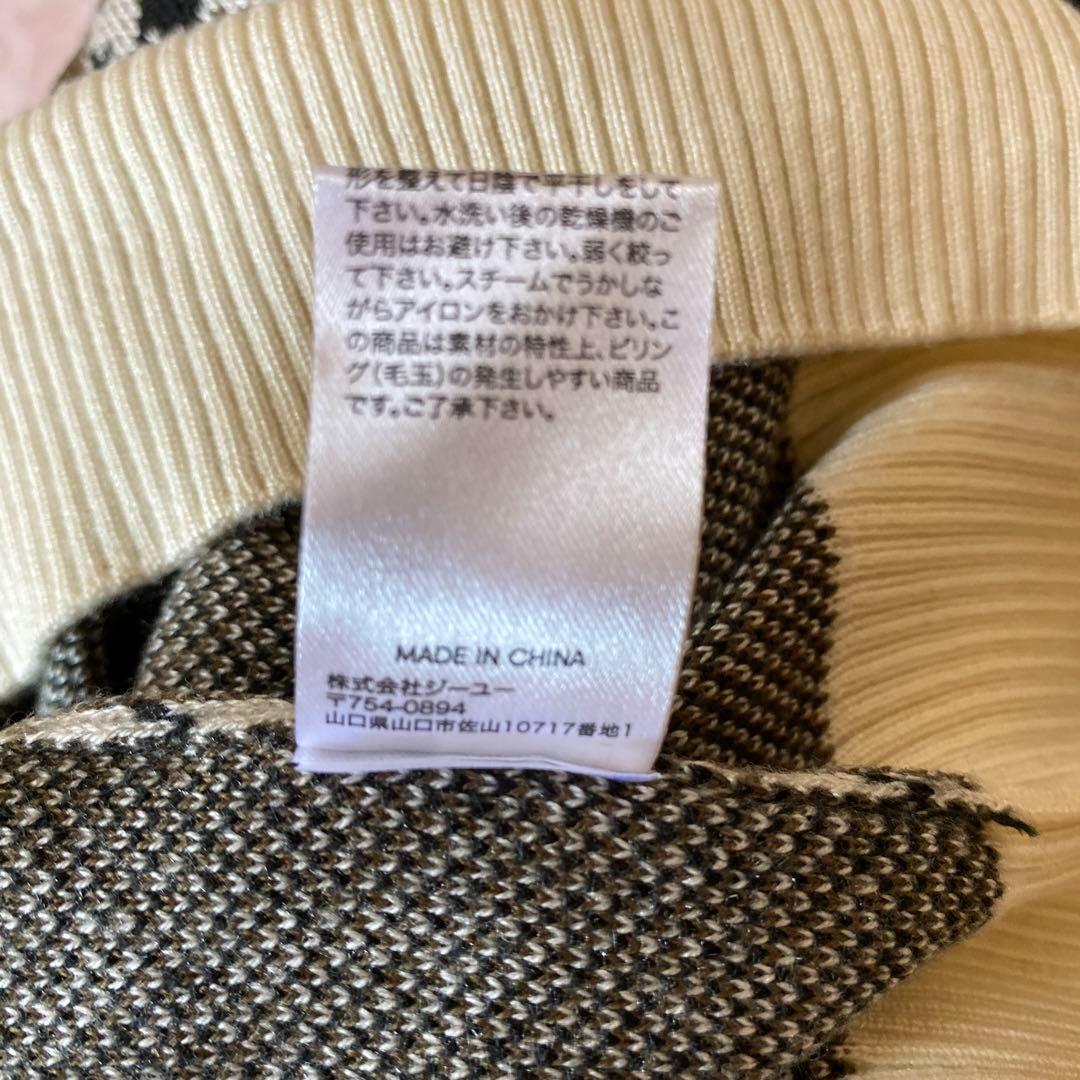 形を整えて日陰で平干しをして
下さい。水洗い後の乾燥機のご
使用はお避け下さい。弱く絞っ
て下さい。スチームでうかしな
がらアイロンをおかけ下さい。こ
の商品は素材の特性上、ピリン
グ(毛玉)の発生しやすい商品
です。ご了承下さい。
MADE IN CHINA
株式会社ジーユー
〒754-0894
山口県山口市佐山10717番地1